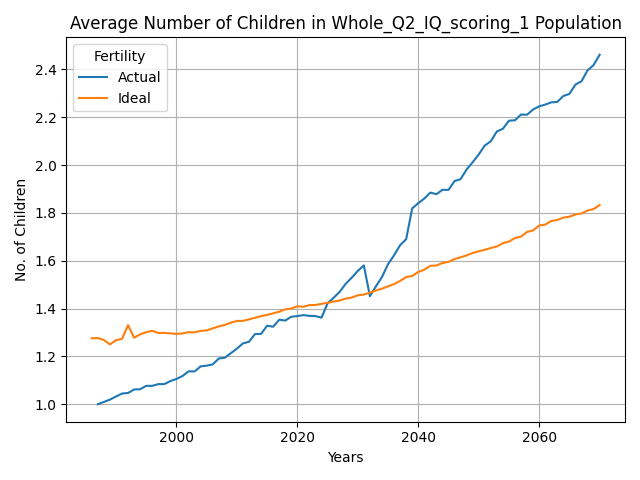 Average Number of Children in Whole_Q2_IQ_scoring_1 Population
Fertility
Actual
Ideal
No. of Children
2.4
2.2
2.0
1.8
1.6
1.4
1.2
1.0
2000 2020 2040 2060
Years